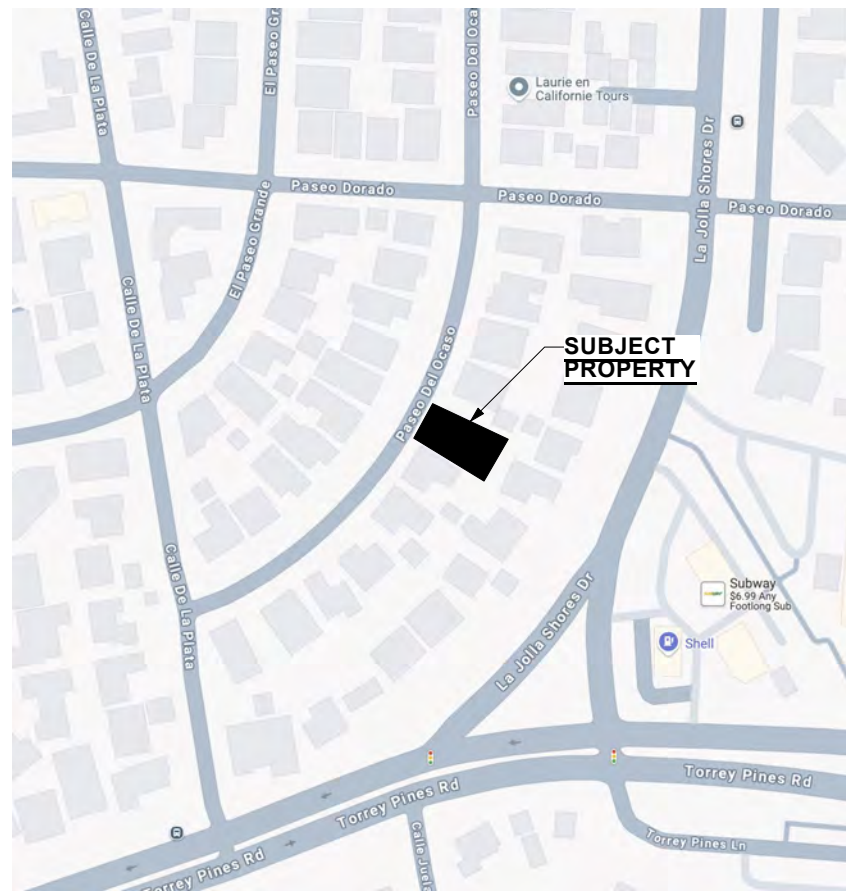 Calle De La Plata
El Paseo Gr
Paseo Del Ocaso
Laurie en
Californie Tours
La Jolla Shores Dr
Paseo Dorado
Paseo Dorado
Paseo Dorado
El Paseo Grande
Calle De La Plata
Paseo Del Ocaso
SUBJECT
PROPERTY
Calle De La Plata
La Jolla Shores Dr
Subway
$6.99 Any
Footlong Sub
Shell
Torrey Pines Rd
Torrey Pines Rd
Torrey Pines Ln
Calle Juela
Torrey Pines Rd